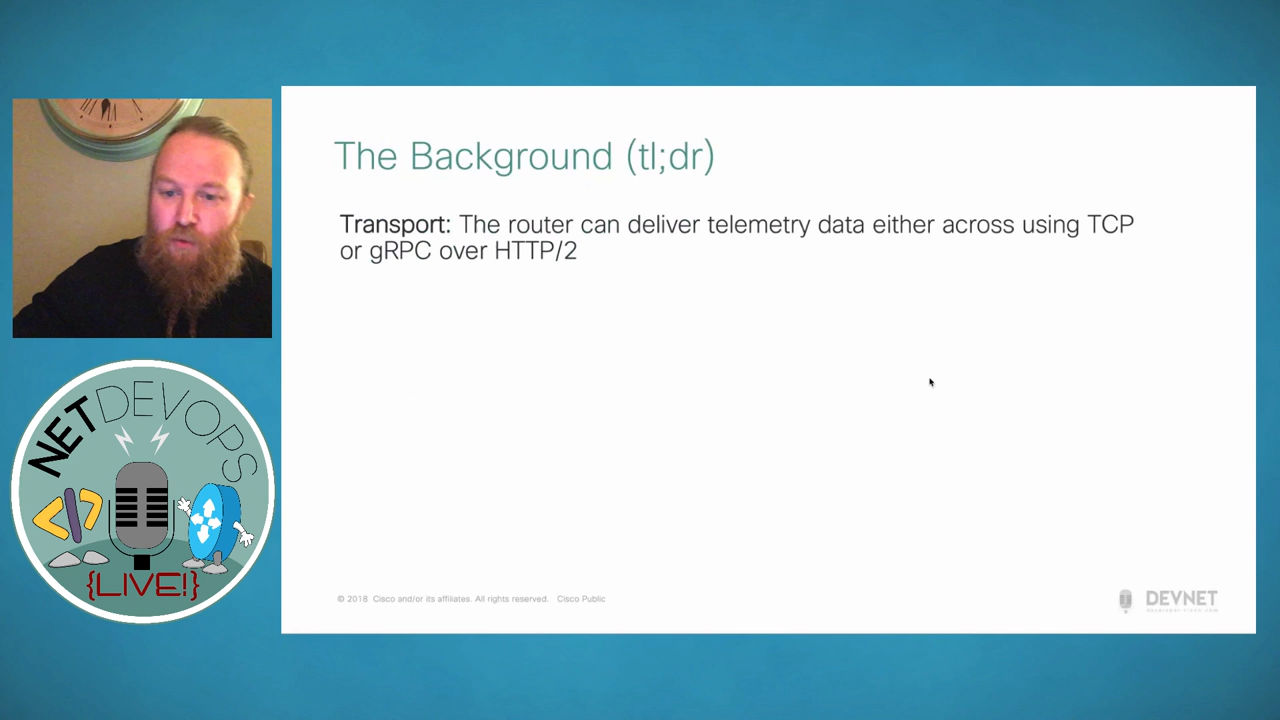 The Background (tl;dr)
Transport: The router can deliver telemetry data either across using TCP
or gRPC over HTTP/2
NETDEVOPS
</>
{LIVE!}
© 2018 Cisco and/or its affiliates. All rights reserved. Cisco Public
DEVNET